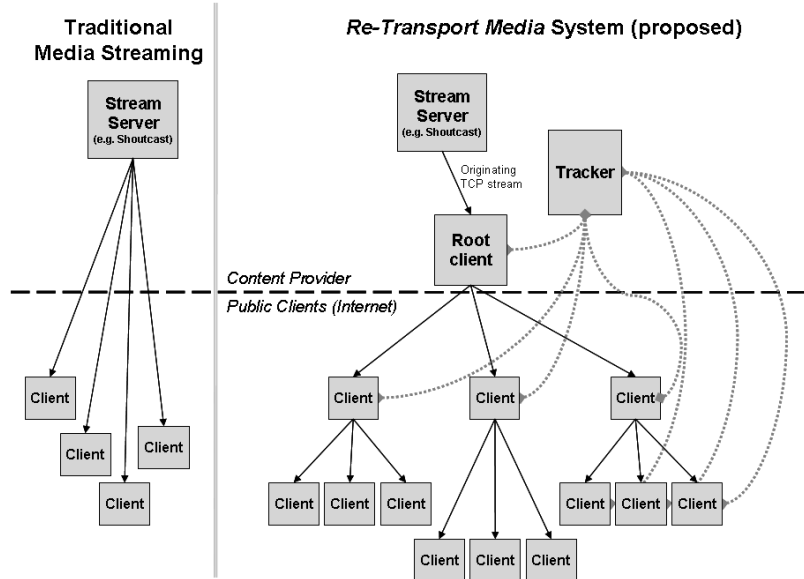 Traditional
Media Streaming
Stream
Server
(e.g. Shoutcast)
Client
Client
Client
Client
Re-Transport Media System (proposed)
Stream
Server
(e.g. Shoutcast)
Originating
TCP stream
Tracker
Root
client
Content Provider
Public Clients (Internet)
Client
Client
Client
Client
Client
Client
Client
Client
Client
Client
Client
Client